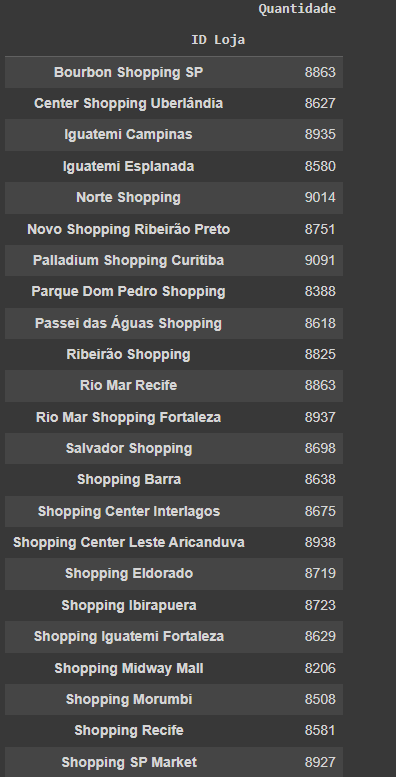 Quantidade
ID Loja
Bourbon Shopping SP 8863
Center Shopping Uberlândia 8627
Iguatemi Campinas 8935
Iguatemi Esplanada 8580
Norte Shopping 9014
Novo Shopping Ribeirão Preto 8751
Palladium Shopping Curitiba 9091
Parque Dom Pedro Shopping 8388
Passei das Águas Shopping 8618
Ribeirão Shopping 8825
Rio Mar Recife 8863
Rio Mar Shopping Fortaleza 8937
Salvador Shopping 8698
Shopping Barra 8638
Shopping Center Interlagos 8675
Shopping Center Leste Aricanduva 8938
Shopping Eldorado 8719
Shopping Ibirapuera 8723
Shopping Iguatemi Fortaleza 8629
Shopping Midway Mall 8206
Shopping Morumbi 8508
Shopping Recife 8581
Shopping SP Market 8927